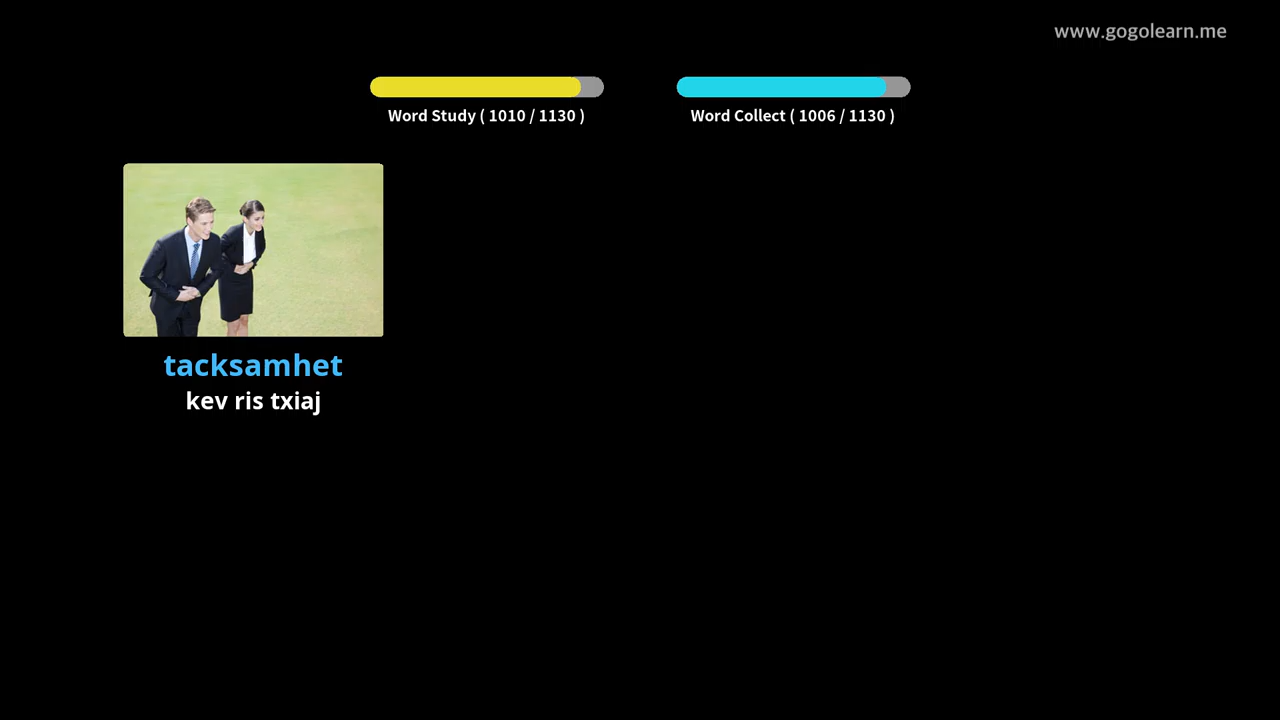 www.gogolearn.me
Word Study ( 1010 / 1130 )
Word Collect ( 1006 / 1130 )
tacksamhet
kev ris txiaj